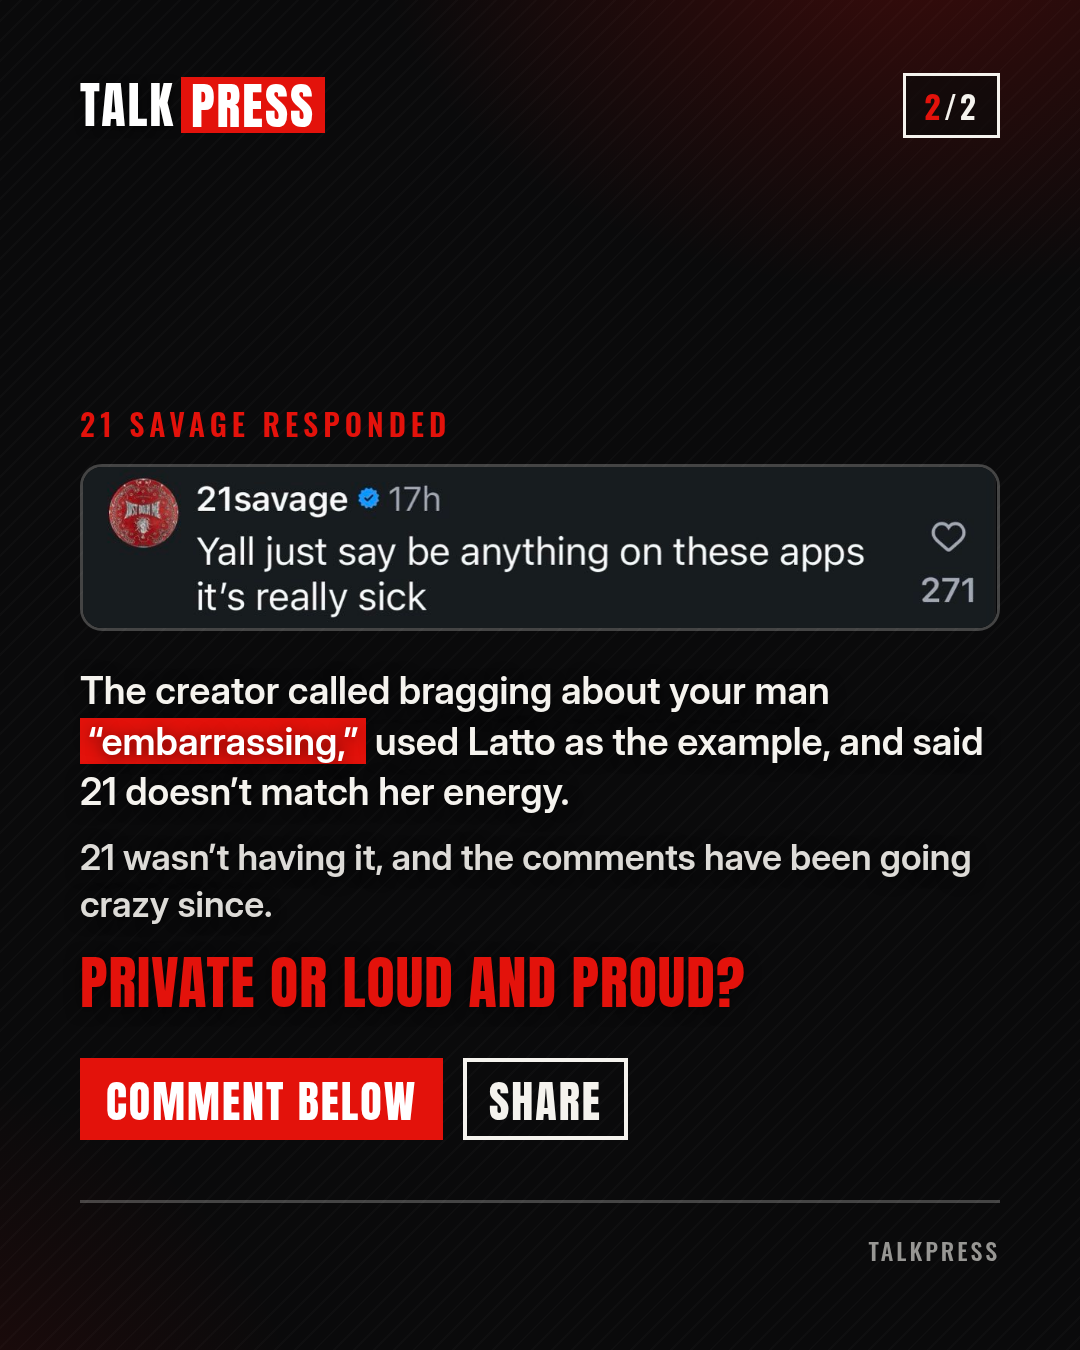 TALK PRESS
2/2
21 SAVAGE RESPONDED
21savage 17h
Yall just say be anything on these apps
it’s really sick
271
The creator called bragging about your man
“embarrassing,” used Latto as the example, and said
21 doesn’t match her energy.
21 wasn’t having it, and the comments have been going
crazy since.
PRIVATE OR LOUD AND PROUD?
COMMENT BELOW
SHARE
TALKPRESS